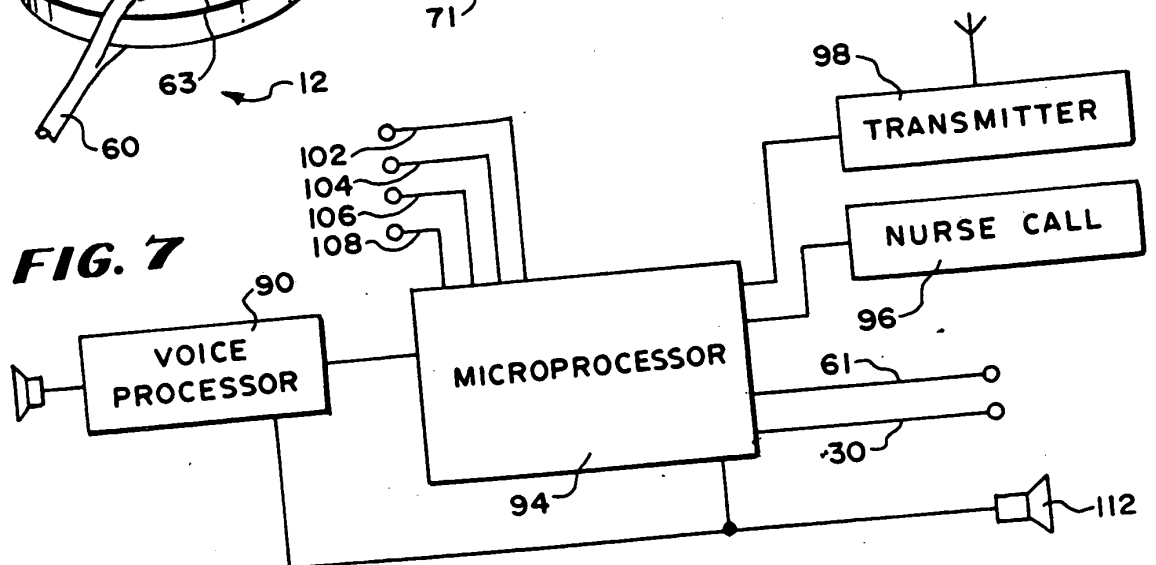 71
63
12
60
98
TRANSMITTER
102
104
106
108
NURSE CALL
96
FIG. 7
90
VOICE
PROCESSOR
MICROPROCESSOR
61
30
94
112